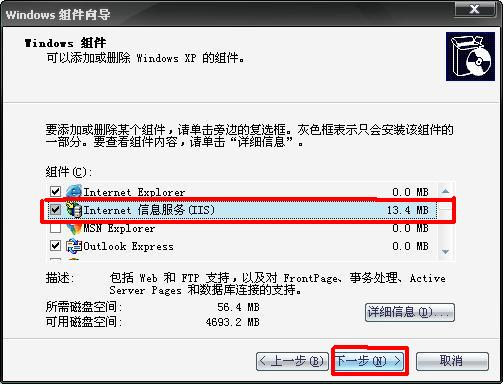 Windows 组件向导
Windows 组件
可以添加或删除 Windows XP 的组件。
要添加或删除某个组件，请单击旁边的复选框。灰色框表示只会安装该组件的
一部分。要查看组件内容，请单击“详细信息”。
组件(C):
Internet Explorer 0.0 MB
Internet 信息服务(IIS) 13.4 MB
MSN Explorer 0.0 MB
Outlook Express 0.0 MB
描述: 包括 Web 和 FTP 支持，以及对 FrontPage、事务处理、Active
Server Pages 和数据库连接的支持。
所需磁盘空间: 56.4 MB
可用磁盘空间: 4693.2 MB
详细信息(D)...
< 上一步(B) 下一步(N) > 取消